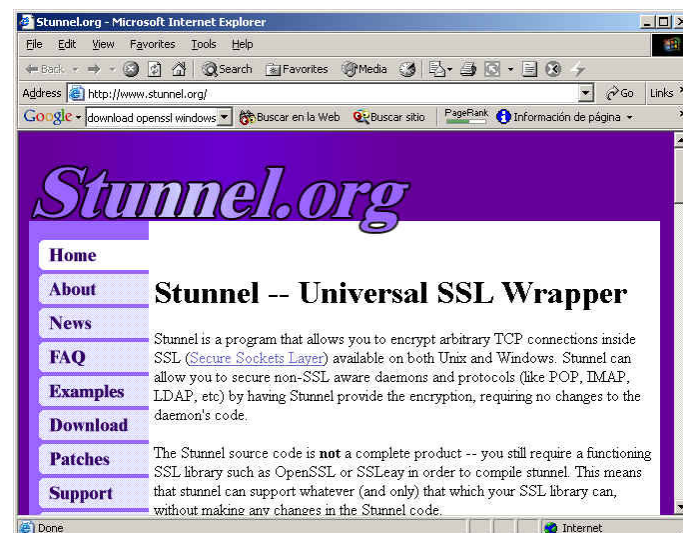 Stunnel.org - Microsoft Internet Explorer
File Edit View Favorites Tools Help
Back Search Favorites Media
Address http://www.stunnel.org/ Go Links
Google download openssl windows Buscar en la Web Buscar sitio PageRank Información de página
Stunnel.org
Home
About
News
FAQ
Examples
Download
Patches
Support
Stunnel -- Universal SSL Wrapper
Stunnel is a program that allows you to encrypt arbitrary TCP connections inside
SSL (Secure Sockets Layer) available on both Unix and Windows. Stunnel can
allow you to secure non-SSL aware daemons and protocols (like POP, IMAP,
LDAP, etc) by having Stunnel provide the encryption, requiring no changes to the
daemon's code.
The Stunnel source code is not a complete product -- you still require a functioning
SSL library such as OpenSSL or SSLeay in order to compile stunnel. This means
that stunnel can support whatever (and only) that which your SSL library can,
without making any changes in the Stunnel code.
Done Internet